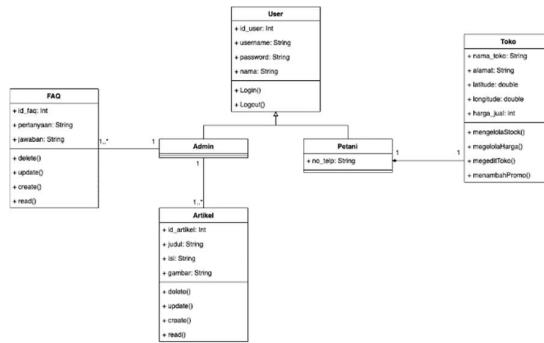 User
+ id_user: Int
+ username: String
+ password: String
+ nama: String
+ Login()
+ Logout()
Toko
+ nama_toko: String
+ alamat: String
+ latitude: double
+ longitude: double
+ harga_jual: int
+ mengelolaStock()
+ megelolaHarga()
+ megeditToko()
+ menambahPromo()
FAQ
+ id_faq: Int
+ pertanyaan: String
+ jawaban: String
+ delete()
+ update()
+ create()
+ read()
1..*
1
Admin
1
Petani
+ no_telp: String
1
1
1..*
Artikel
+ id_artikel: Int
+ judul: String
+ isi: String
+ gambar: String
+ delete()
+ update()
+ create()
+ read()